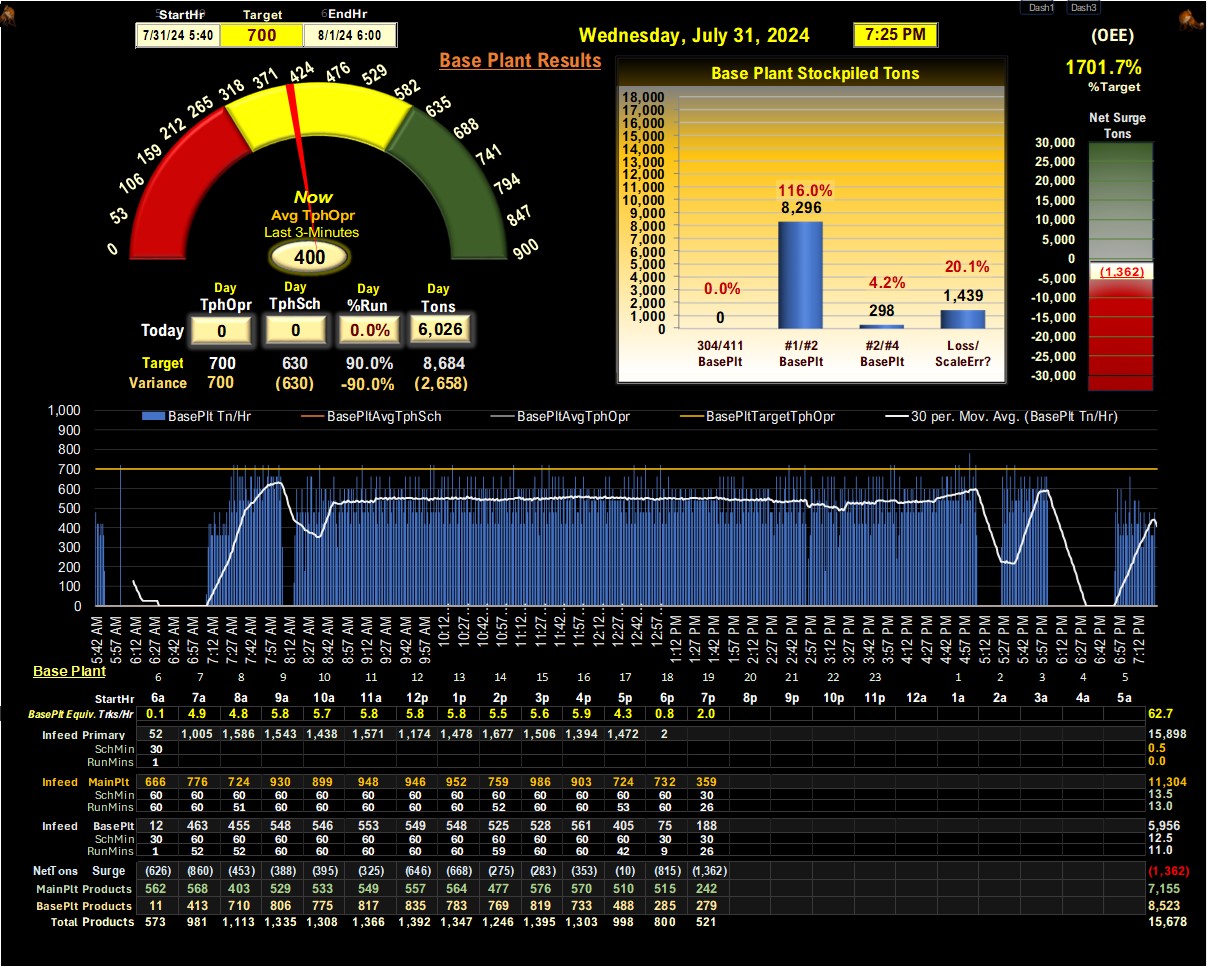 Dash1 Dash3
StartHr Target EndHr
7/31/24 5:40 700 8/1/24 6:00
Wednesday, July 31, 2024 7:25 PM
(OEE)
Base Plant Results
1701.7%
%Target
0 53 106 159 212 265 318 371 424 476 529 582 635 688 741 794 847 900
Now
Avg TphOpr
Last 3-Minutes
400
Day Day Day Day
TphOpr TphSch %Run Tons
Today 0 0 0.0% 6,026
Target 700 630 90.0% 8,684
Variance 700 (630) -90.0% (2,658)
Base Plant Stockpiled Tons
18,000
17,000
16,000
15,000
14,000
13,000
12,000
11,000
10,000
9,000
8,000
7,000
6,000
5,000
4,000
3,000
2,000
1,000
0
0.0% 116.0% 4.2% 20.1%
0 8,296 298 1,439
304/411 #1/#2 #2/#4 Loss/
BasePlt BasePlt BasePlt ScaleErr?
Net Surge
Tons
30,000
25,000
20,000
15,000
10,000
5,000
0
-5,000
-10,000
-15,000
-20,000
-25,000
-30,000
(1,362)
BasePlt Tn/Hr BasePltAvgTphSch BasePltAvgTphOpr BasePltTargetTphOpr 30 per. Mov. Avg. (BasePlt Tn/Hr)
1,000
900
800
700
600
500
400
300
200
100
0
5:42 AM 5:57 AM 6:12 AM 6:27 AM 6:42 AM 6:57 AM 7:12 AM 7:27 AM 7:42 AM 7:57 AM 8:12 AM 8:27 AM 8:42 AM 8:57 AM 9:12 AM 9:27 AM 9:42 AM 9:57 AM 10:12... 10:27... 10:42... 10:57... 11:12... 11:27... 11:42... 11:57... 12:12... 12:27... 12:42... 12:57... 1:12 PM 1:27 PM 1:42 PM 1:57 PM 2:12 PM 2:27 PM 2:42 PM 2:57 PM 3:12 PM 3:27 PM 3:42 PM 3:57 PM 4:12 PM 4:27 PM 4:42 PM 4:57 PM 5:12 PM 5:27 PM 5:42 PM 5:57 PM 6:12 PM 6:27 PM 6:42 PM 6:57 PM 7:12 PM
Base Plant
6 7 8 9 10 11 12 13 14 15 16 17 18 19 20 21 22 23 1 2 3 4 5
StartHr 6a 7a 8a 9a 10a 11a 12p 1p 2p 3p 4p 5p 6p 7p 8p 9p 10p 11p 12a 1a 2a 3a 4a 5a
BasePlt Equiv. Trks/Hr 0.1 4.9 4.8 5.8 5.7 5.8 5.8 5.8 5.5 5.6 5.9 4.3 0.8 2.0 62.7
Infeed Primary 52 1,005 1,586 1,543 1,438 1,571 1,174 1,478 1,677 1,506 1,394 1,472 2 15,898
SchMin 30 0.5
RunMins 1 0.0
Infeed MainPlt 666 776 724 930 899 948 946 952 759 986 903 724 732 359 11,304
SchMin 60 60 60 60 60 60 60 60 60 60 60 60 60 30 13.5
RunMins 60 60 51 60 60 60 60 60 52 60 60 53 60 26 13.0
Infeed BasePlt 12 463 455 548 546 553 549 548 525 528 561 405 75 188 5,956
SchMin 30 60 60 60 60 60 60 60 60 60 60 60 30 30 12.5
RunMins 1 52 52 60 60 60 60 60 59 60 60 42 9 26 11.0
NetTons Surge (626) (860) (453) (388) (395) (325) (646) (668) (275) (283) (353) (10) (815) (1,362) (1,362)
MainPlt Products 562 568 403 529 533 549 557 564 477 576 570 510 515 242 7,155
BasePlt Products 11 413 710 806 775 817 835 783 769 819 733 488 285 279 8,523
Total Products 573 981 1,113 1,335 1,308 1,366 1,392 1,347 1,246 1,395 1,303 998 800 521 15,678